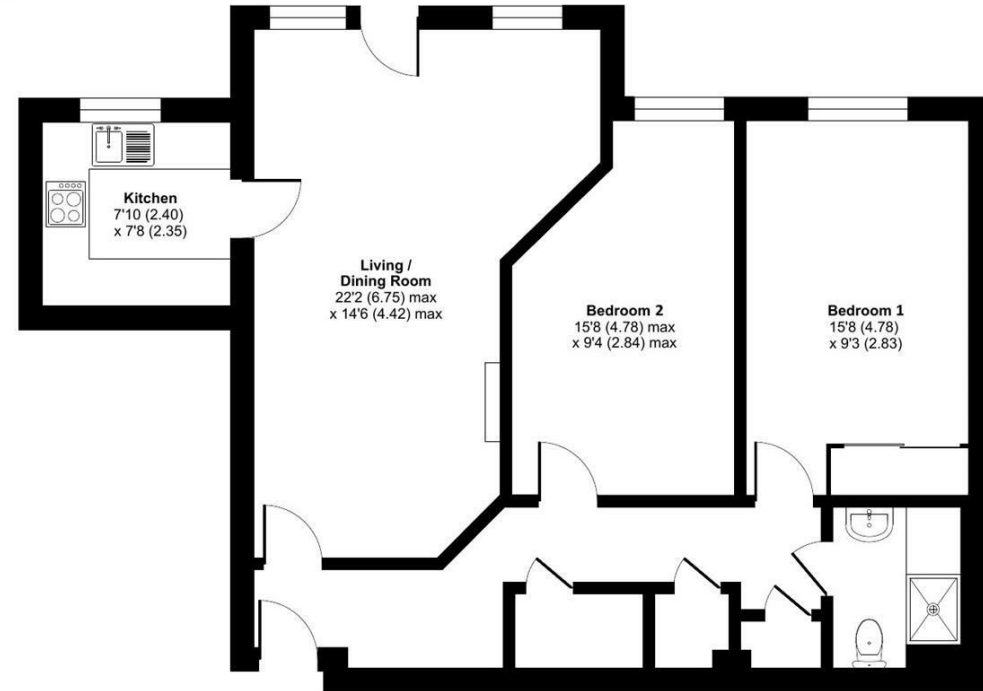 Kitchen
7'10 (2.40)
x 7'8 (2.35)
Living /
Dining Room
22'2 (6.75) max
x 14'6 (4.42) max
Bedroom 2
15'8 (4.78) max
x 9'4 (2.84) max
Bedroom 1
15'8 (4.78)
x 9'3 (2.83)